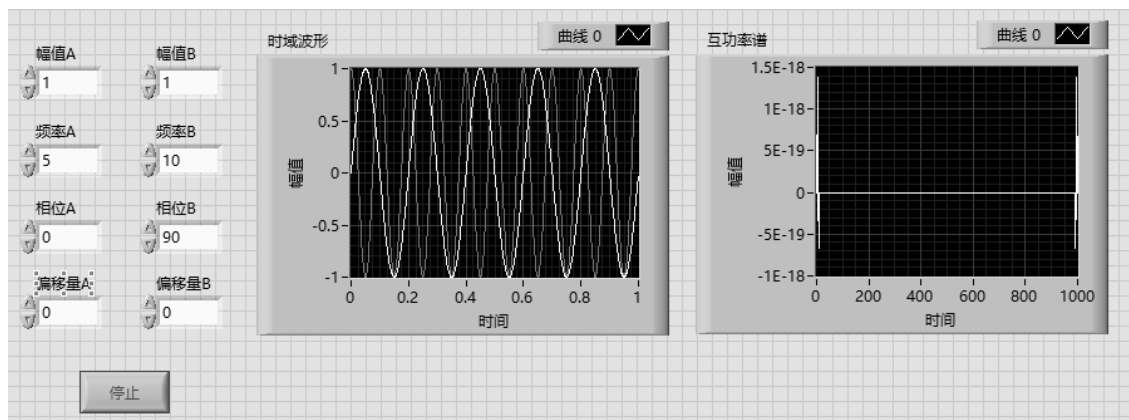 幅值A
1
幅值B
1
频率A
5
频率B
10
相位A
0
相位B
90
偏移量A
0
偏移量B
0
停止
时域波形
曲线 0
幅值
1
0.5
0
-0.5
-1
0 0.2 0.4 0.6 0.8 1
时间
互功率谱
曲线 0
幅值
1.5E-18
1E-18
5E-19
0
-5E-19
-1E-18
0 200 400 600 800 1000
时间